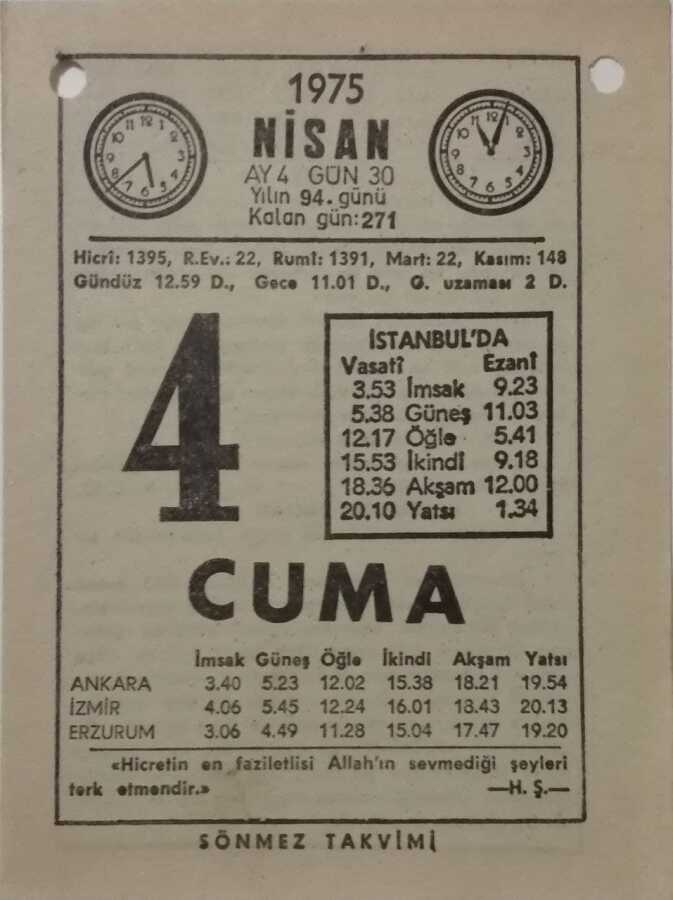 1975
NİSAN
AY 4 GÜN 30
Yılın 94. günü
Kalan gün: 271
Hicrî: 1395, R.Ev.: 22, Rumî: 1391, Mart: 22, Kasım: 148
Gündüz 12.59 D., Gece 11.01 D., G. uzaması 2 D.
4
İSTANBUL'DA
Vasatî Ezanî
3.53 İmsak 9.23
5.38 Güneş 11.03
12.17 Öğle 5.41
15.53 İkindi 9.18
18.36 Akşam 12.00
20.10 Yatsı 1.34
CUMA
İmsak Güneş Öğle İkindi Akşam Yatsı
ANKARA 3.40 5.23 12.02 15.38 18.21 19.54
İZMİR 4.06 5.45 12.24 16.01 18.43 20.13
ERZURUM 3.06 4.49 11.28 15.04 17.47 19.20
«Hicretin en faziletlisi Allah'ın sevmediği şeyleri
terk etmendir.» —H. Ş.—
SÖNMEZ TAKVİMİ